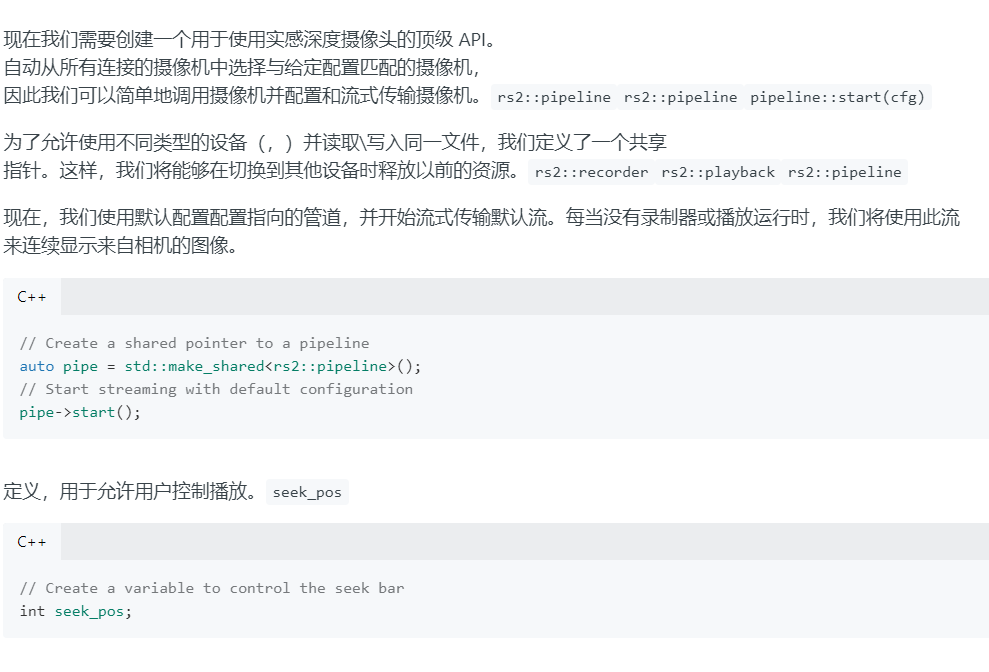 现在我们需要创建一个用于使用实感深度摄像头的顶级 API。
自动从所有连接的摄像机中选择与给定配置匹配的摄像机，
因此我们可以简单地调用摄像机并配置和流式传输摄像机。 rs2::pipeline rs2::pipeline pipeline::start(cfg)
为了允许使用不同类型的设备（，）并读取\写入同一文件，我们定义了一个共享
指针。这样，我们将能够在切换到其他设备时释放以前的资源。 rs2::recorder rs2::playback rs2::pipeline
现在，我们使用默认配置配置指向的管道，并开始流式传输默认流。每当没有录制器或播放运行时，我们将使用此流
来连续显示来自相机的图像。
C++
// Create a shared pointer to a pipeline
auto pipe = std::make_shared<rs2::pipeline>();
// Start streaming with default configuration
pipe->start();
定义，用于允许用户控制播放。 seek_pos
C++
// Create a variable to control the seek bar
int seek_pos;